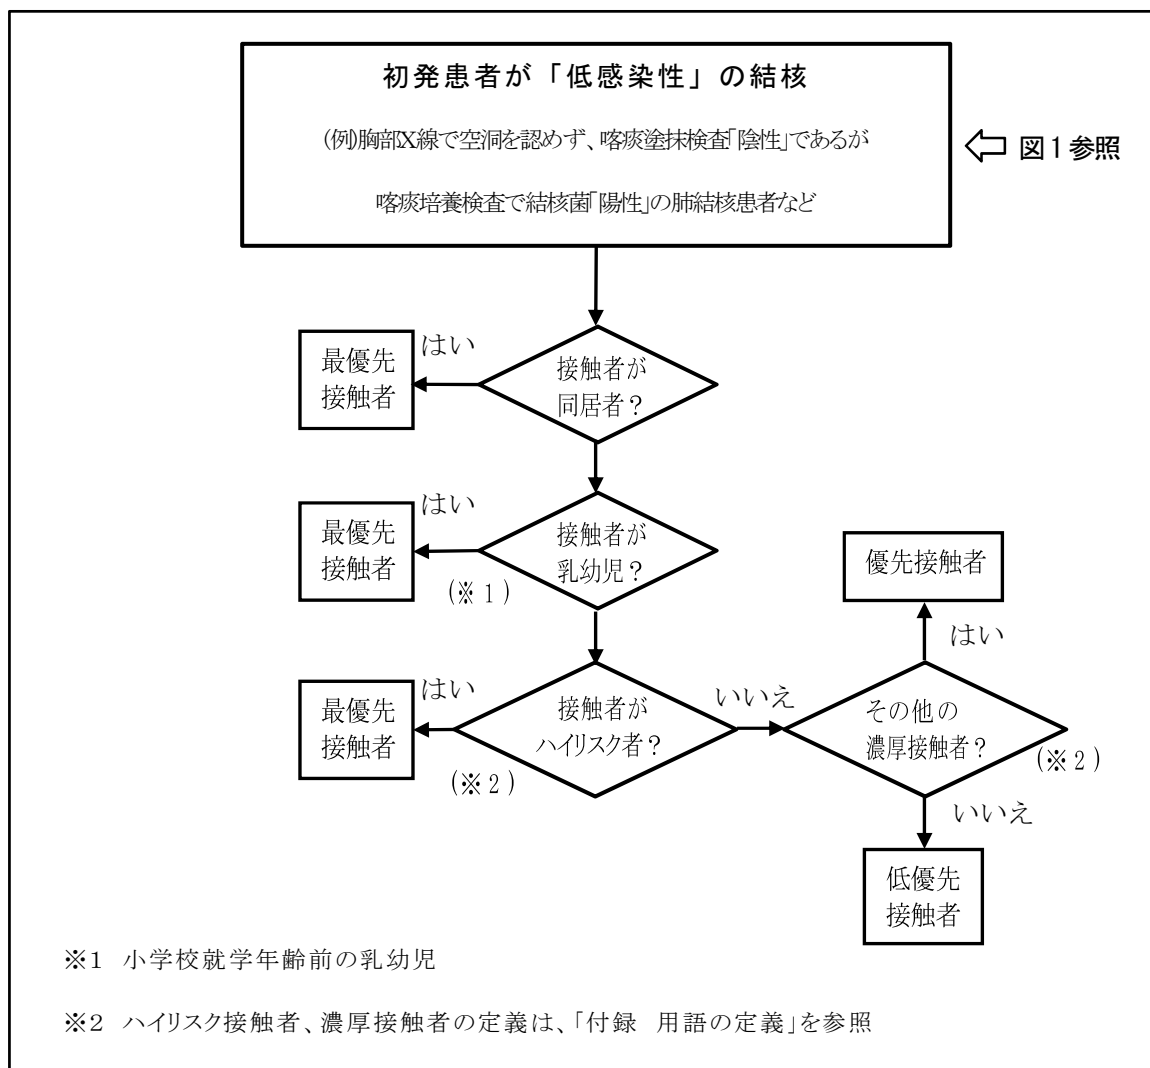 初発患者が「低感染性」の結核
(例)胸部X線で空洞を認めず、喀痰塗抹検査「陰性」であるが
喀痰培養検査で結核菌「陽性」の肺結核患者など
図1参照
最優先
接触者
はい
接触者が
同居者?
最優先
接触者
はい
(※1)
接触者が
乳幼児?
優先接触者
はい
最優先
接触者
はい
(※2)
接触者が
ハイリスク者?
いいえ
その他の
濃厚接触者?
(※2)
いいえ
低優先
接触者
※1 小学校就学年齢前の乳幼児
※2 ハイリスク接触者、濃厚接触者の定義は、「付録 用語の定義」を参照